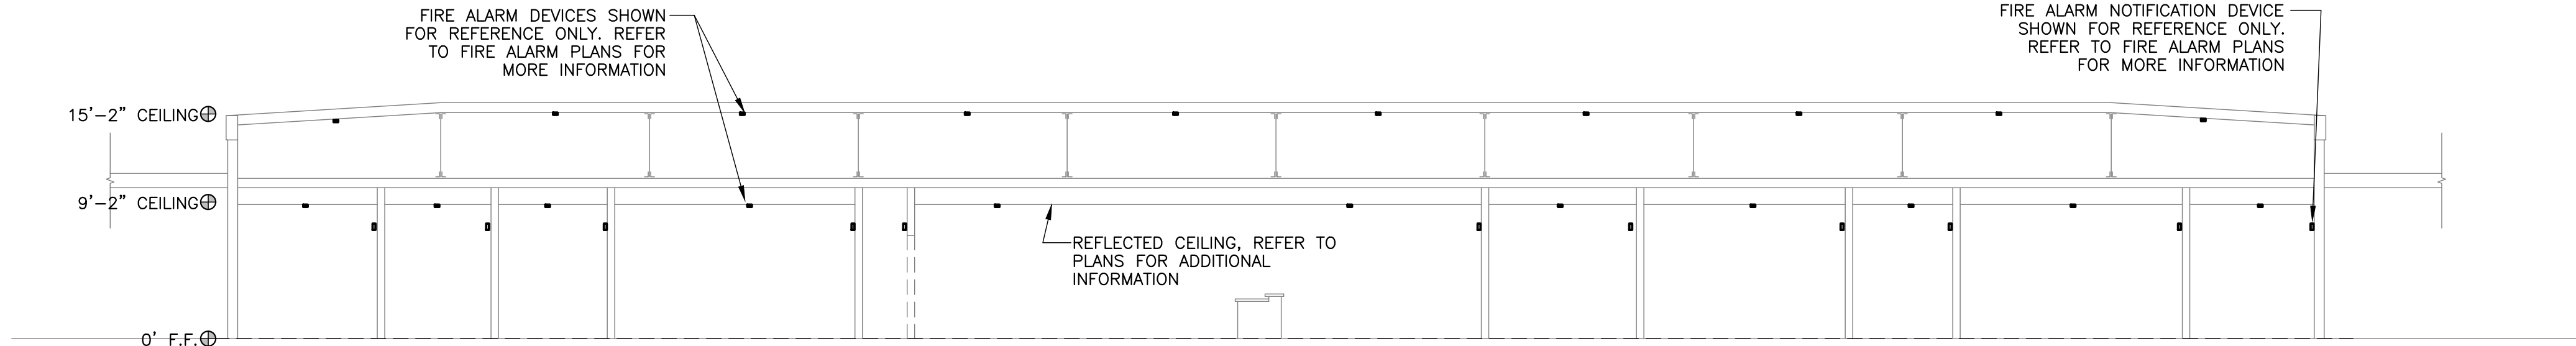 FIRE ALARM DEVICES SHOWN
FOR REFERENCE ONLY. REFER
TO FIRE ALARM PLANS FOR
MORE INFORMATION
FIRE ALARM NOTIFICATION DEVICE
SHOWN FOR REFERENCE ONLY.
REFER TO FIRE ALARM PLANS
FOR MORE INFORMATION
15'-2" CEILING
9'-2" CEILING
REFLECTED CEILING, REFER TO
PLANS FOR ADDITIONAL
INFORMATION
0' F.F.